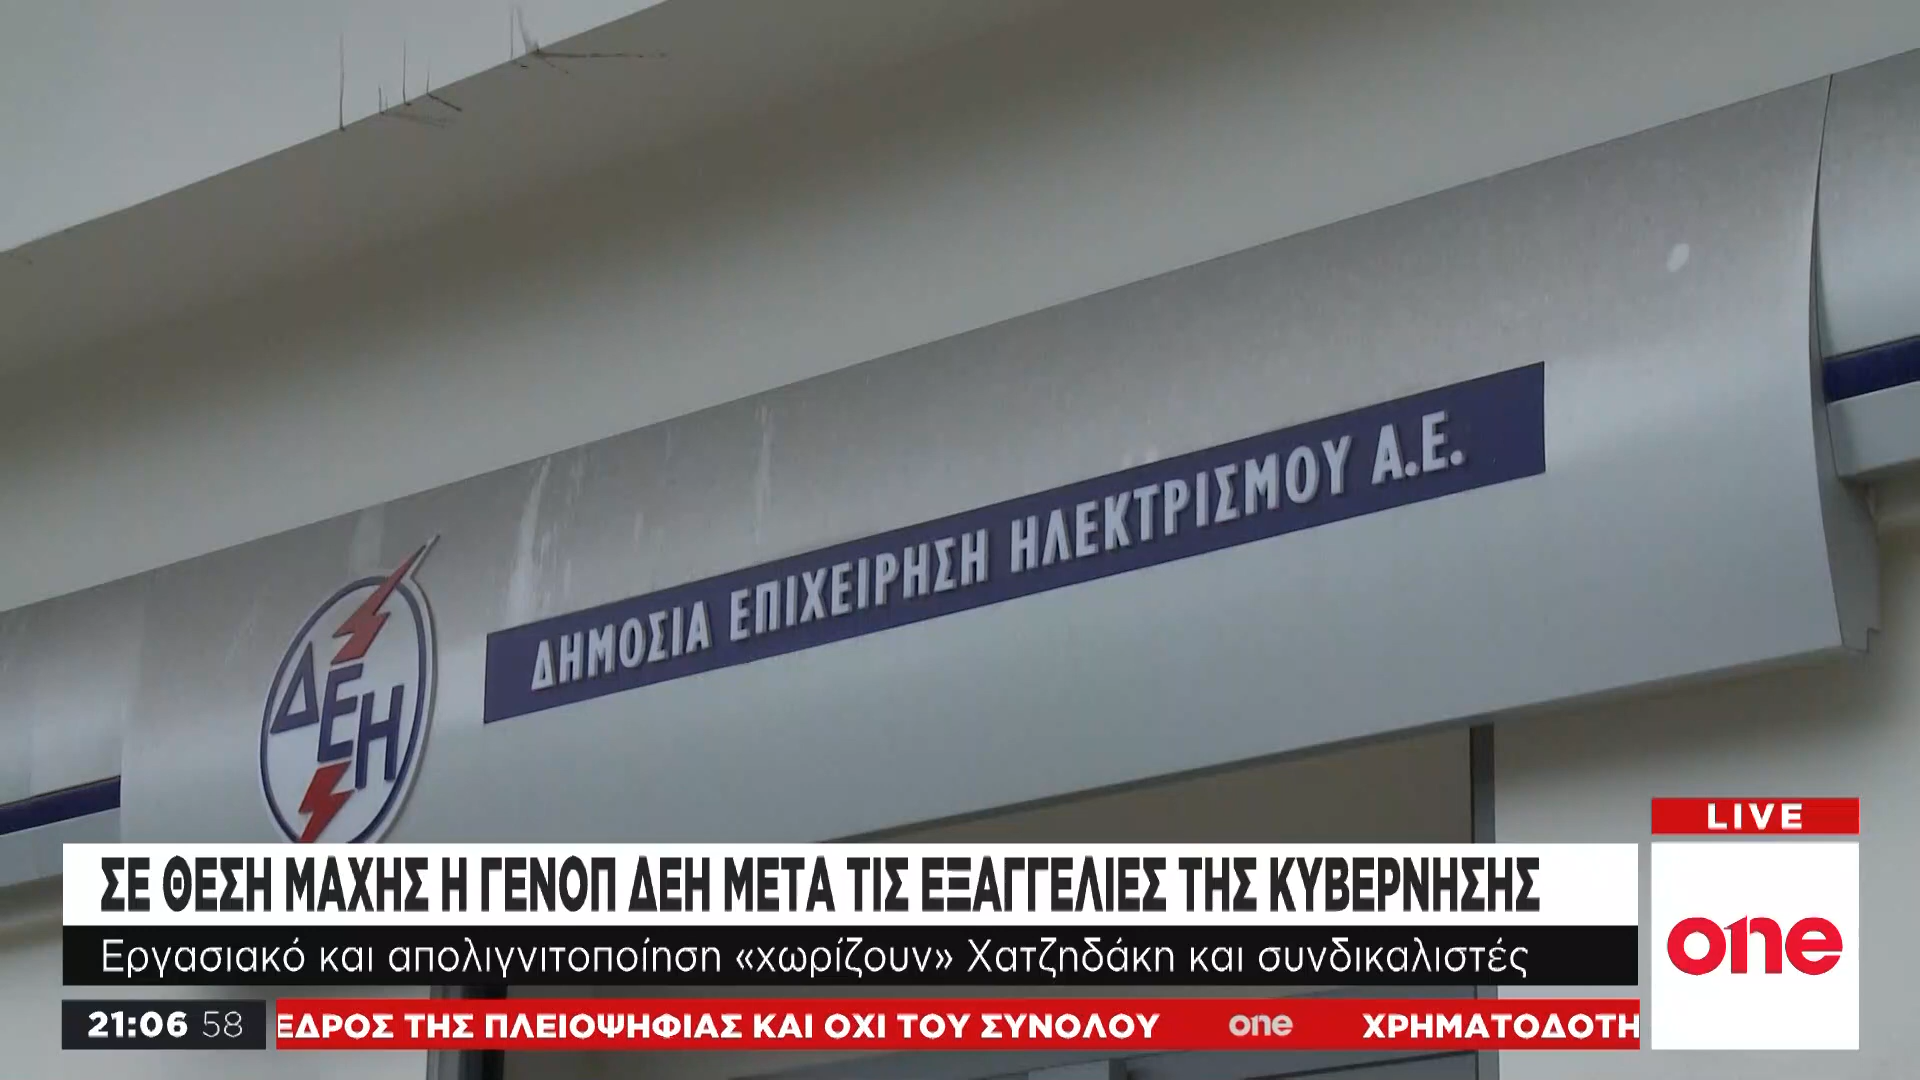 ΔΗΜΟΣΙΑ ΕΠΙΧΕΙΡΗΣΗ ΗΛΕΚΤΡΙΣΜΟΥ Α.Ε.
ΔΕΗ
LIVE
ΣΕ ΘΕΣΗ ΜΑΧΗΣ Η ΓΕΝΟΠ ΔΕΗ ΜΕΤΑ ΤΙΣ ΕΞΑΓΓΕΛΙΕΣ ΤΗΣ ΚΥΒΕΡΝΗΣΗΣ
Εργασιακό και απολιγνιτοποίηση «χωρίζουν» Χατζηδάκη και συνδικαλιστές
one
21:06 58
ΕΔΡΟΣ ΤΗΣ ΠΛΕΙΟΨΗΦΙΑΣ ΚΑΙ ΟΧΙ ΤΟΥ ΣΥΝΟΛΟΥ one ΧΡΗΜΑΤΟΔΟΤΗ